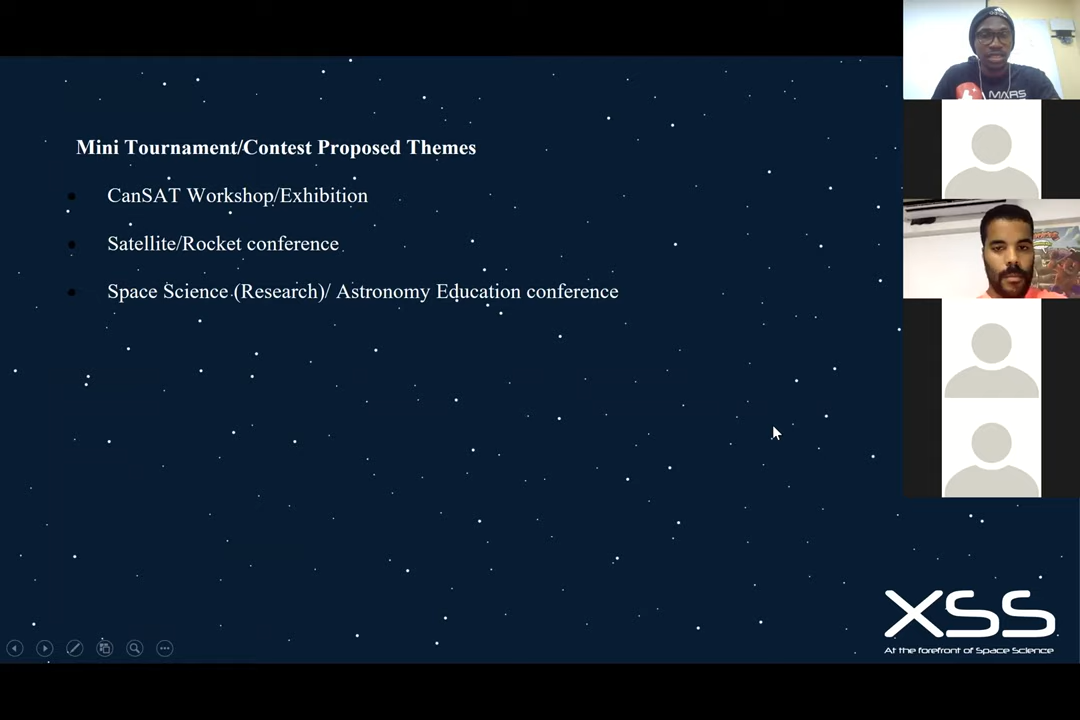 Mini Tournament/Contest Proposed Themes
CanSAT Workshop/Exhibition
Satellite/Rocket conference
Space Science (Research)/ Astronomy Education conference
MARS
XSS
At the forefront of Space Science